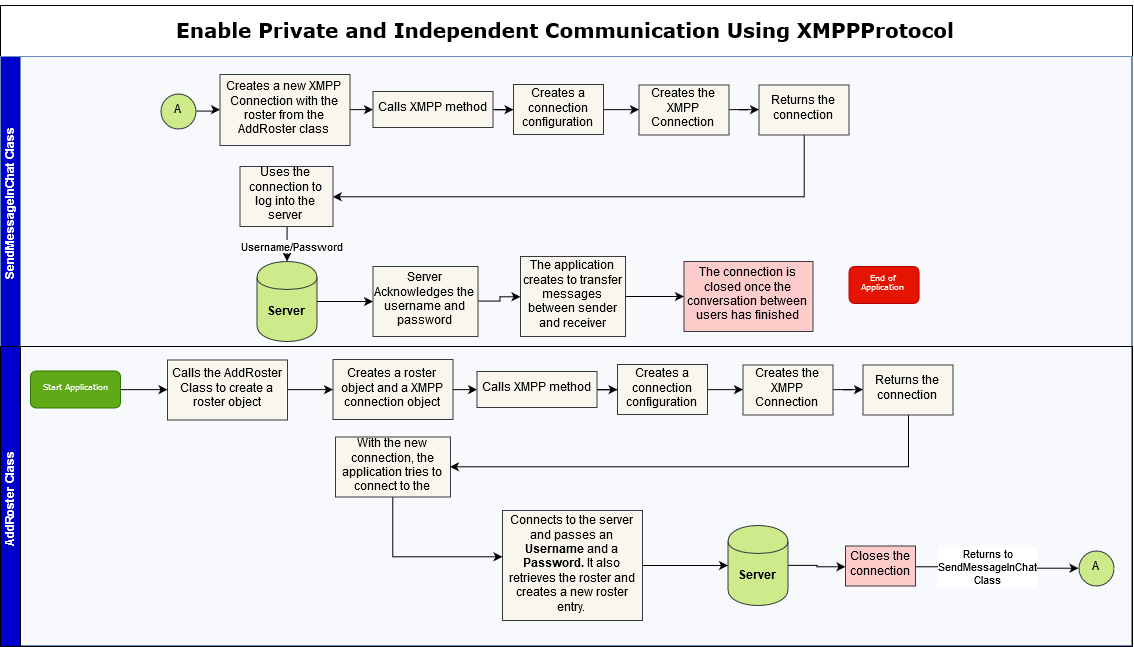 Enable Private and Independent Communication Using XMPPProtocol
SendMessageInChat Class
A
Creates a new XMPP
Connection with the
roster from the
AddRoster class
Calls XMPP method
Creates a
connection
configuration
Creates the
XMPP
Connection
Returns the
connection
Uses the
connection to
log into the
server
Username/Password
Server
Server
Acknowledges the
username and
password
The application
creates to transfer
messages
between sender
and receiver
The connection is
closed once the
conversation between
users has finished
End of
Application
AddRoster Class
Start Application
Calls the AddRoster
Class to create a
roster object
Creates a roster
object and a XMPP
connection object
Calls XMPP method
Creates a
connection
configuration
Creates the
XMPP
Connection
Returns the
connection
With the new
connection, the
application tries to
connect to the
Connects to the server
and passes an
Username and a
Password. It also
retrieves the roster and
creates a new roster
entry.
Server
Closes the
connection
Returns to
SendMessageInChat
Class
A